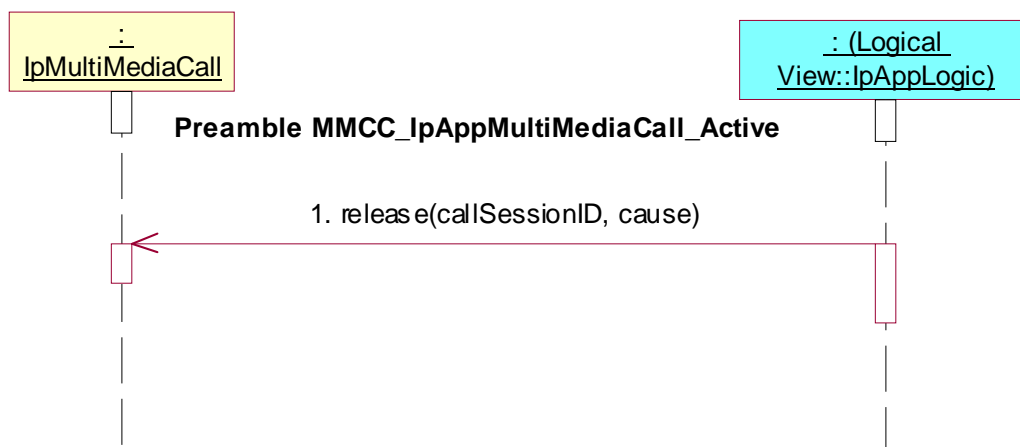 :
IpMultiMediaCall
: (Logical
View::IpAppLogic)
Preamble MMCC_IpAppMultiMediaCall_Active
1. release(callSessionID, cause)